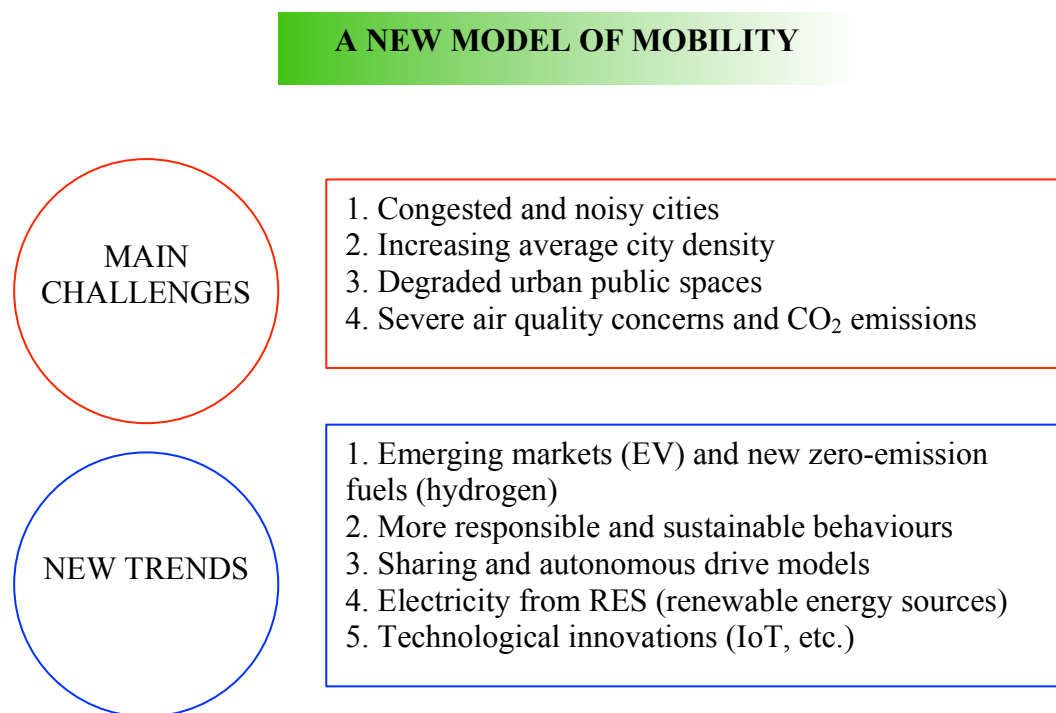 A NEW MODEL OF MOBILITY
MAIN
CHALLENGES
1. Congested and noisy cities
2. Increasing average city density
3. Degraded urban public spaces
4. Severe air quality concerns and CO₂ emissions
NEW TRENDS
1. Emerging markets (EV) and new zero-emission
fuels (hydrogen)
2. More responsible and sustainable behaviours
3. Sharing and autonomous drive models
4. Electricity from RES (renewable energy sources)
5. Technological innovations (IoT, etc.)